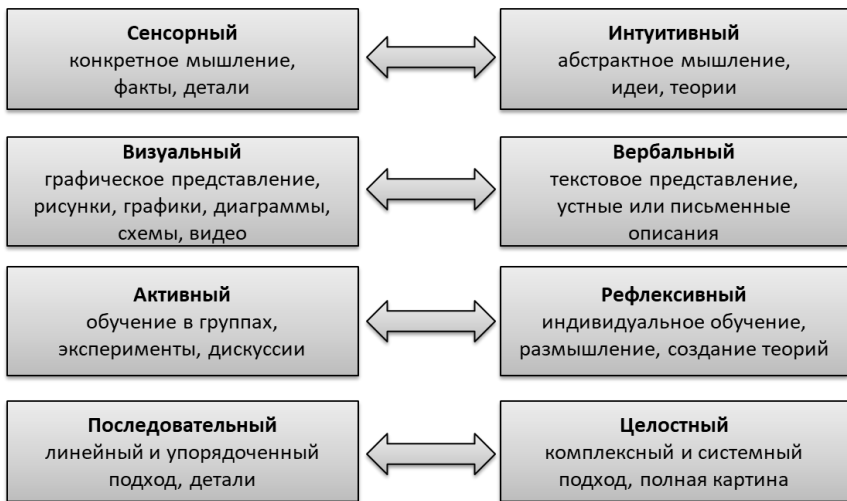 Сенсорный
конкретное мышление,
факты, детали
Интуитивный
абстрактное мышление,
идеи, теории
Визуальный
графическое представление,
рисунки, графики, диаграммы,
схемы, видео
Вербальный
текстовое представление,
устные или письменные
описания
Активный
обучение в группах,
эксперименты, дискуссии
Рефлексивный
индивидуальное обучение,
размышление, создание теорий
Последовательный
линейный и упорядоченный
подход, детали
Целостный
комплексный и системный
подход, полная картина